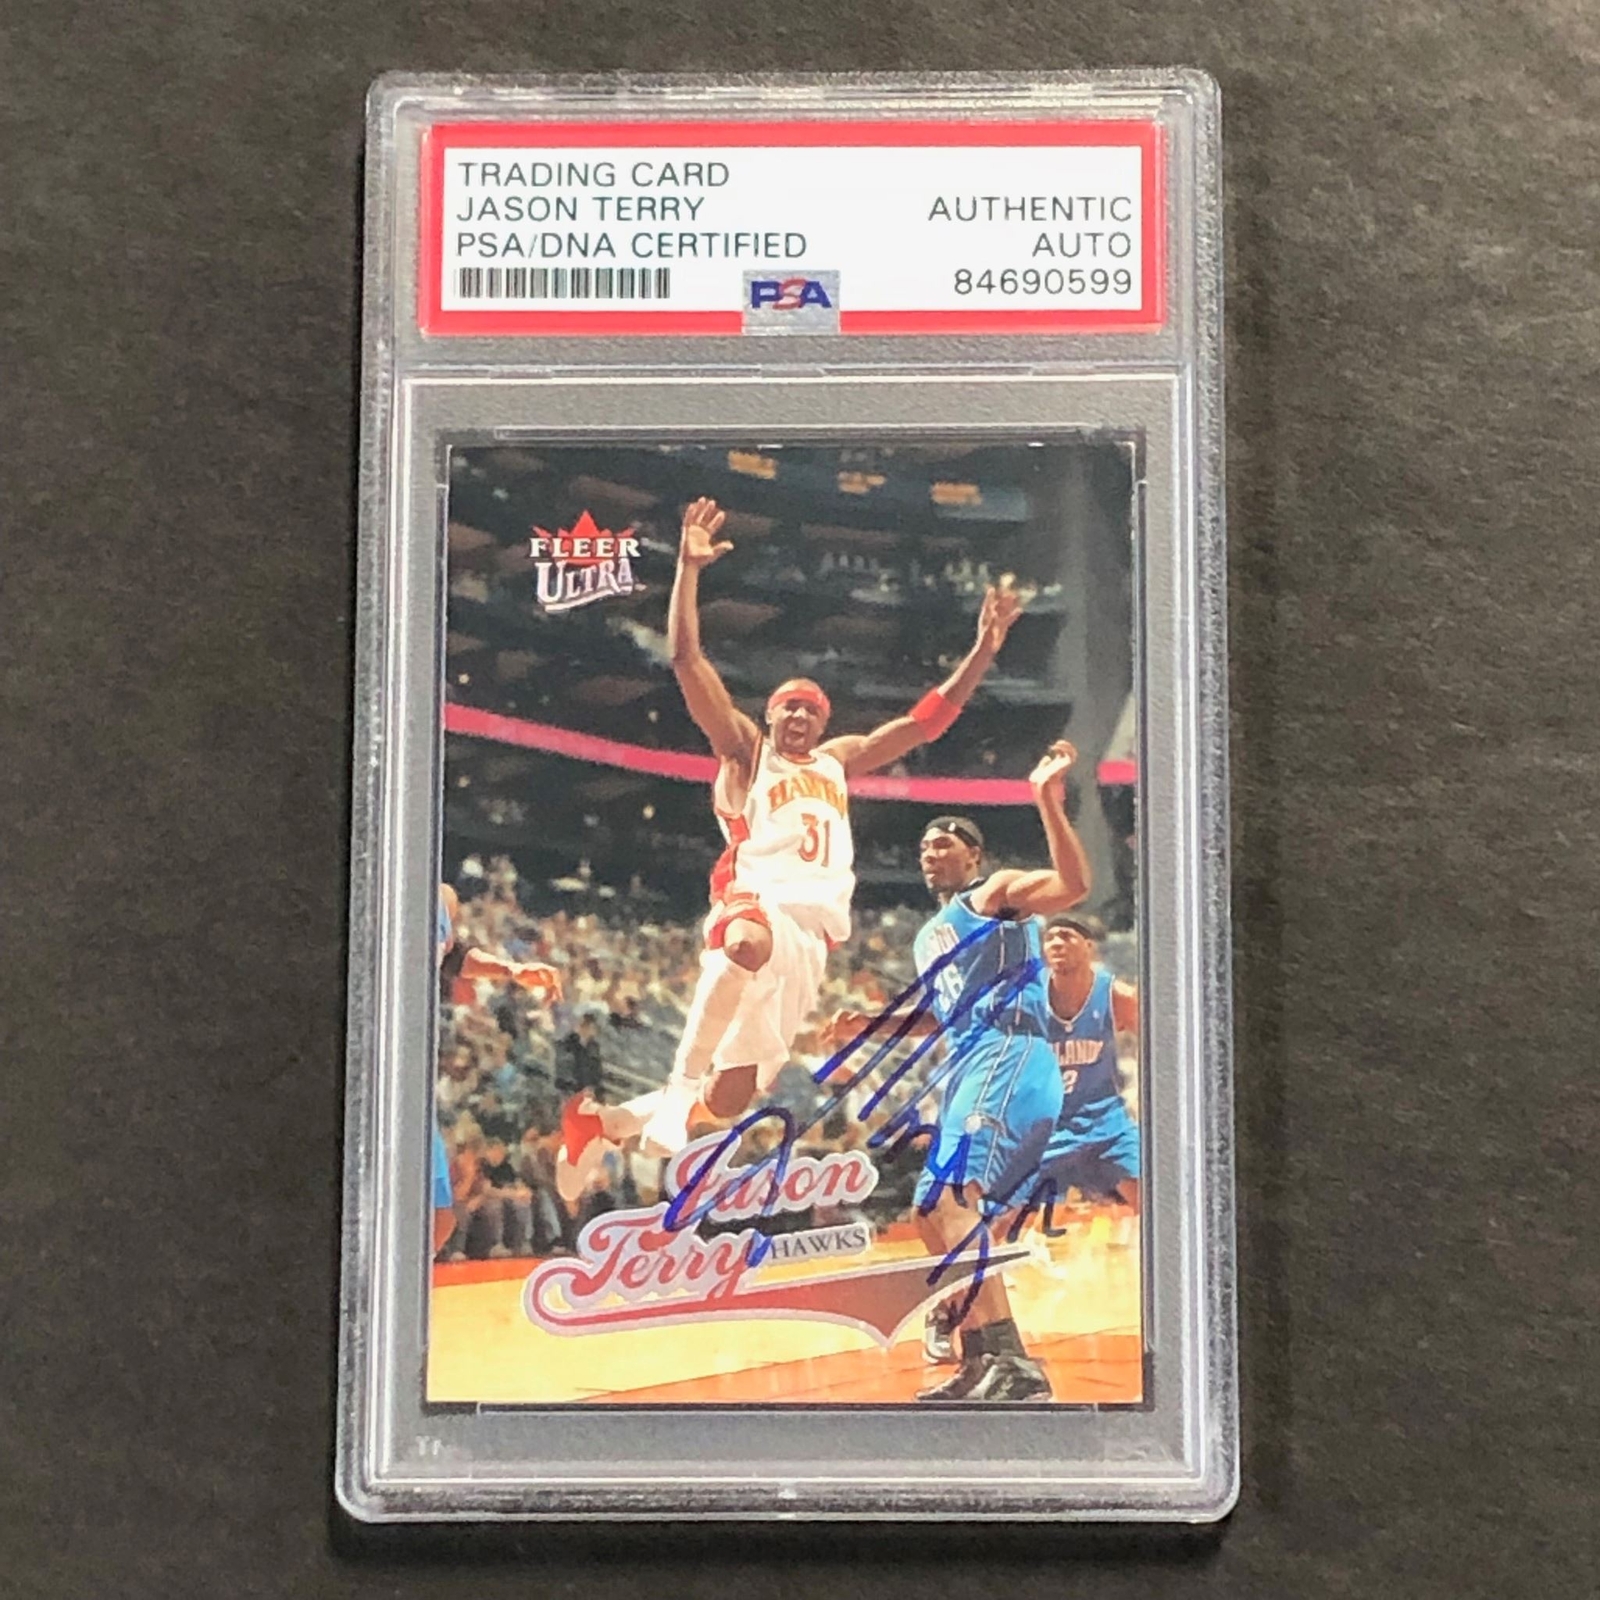 TRADING CARD
JASON TERRY
PSA/DNA CERTIFIED
AUTHENTIC
AUTO
84690599
PSA
FLEER
ULTRA
HAWKS
31
Jason
Terry
HAWKS